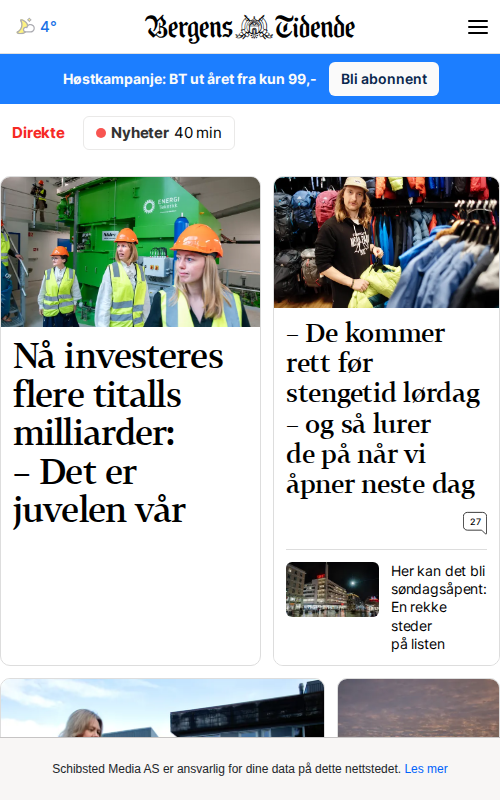 4°
Bergens Tidende
Høstkampanje: BT ut året fra kun 99,-
Bli abonnent
Direkte
Nyheter 40 min
ENERGI
Nå investeres
flere titalls
milliarder:
– Det er
juvelen vår
– De kommer
rett før
stengetid lørdag
– og så lurer
de på når vi
åpner neste dag
27
Her kan det bli
søndagsåpent:
En rekke
steder
på listen
Schibsted Media AS er ansvarlig for dine data på dette nettstedet. Les mer